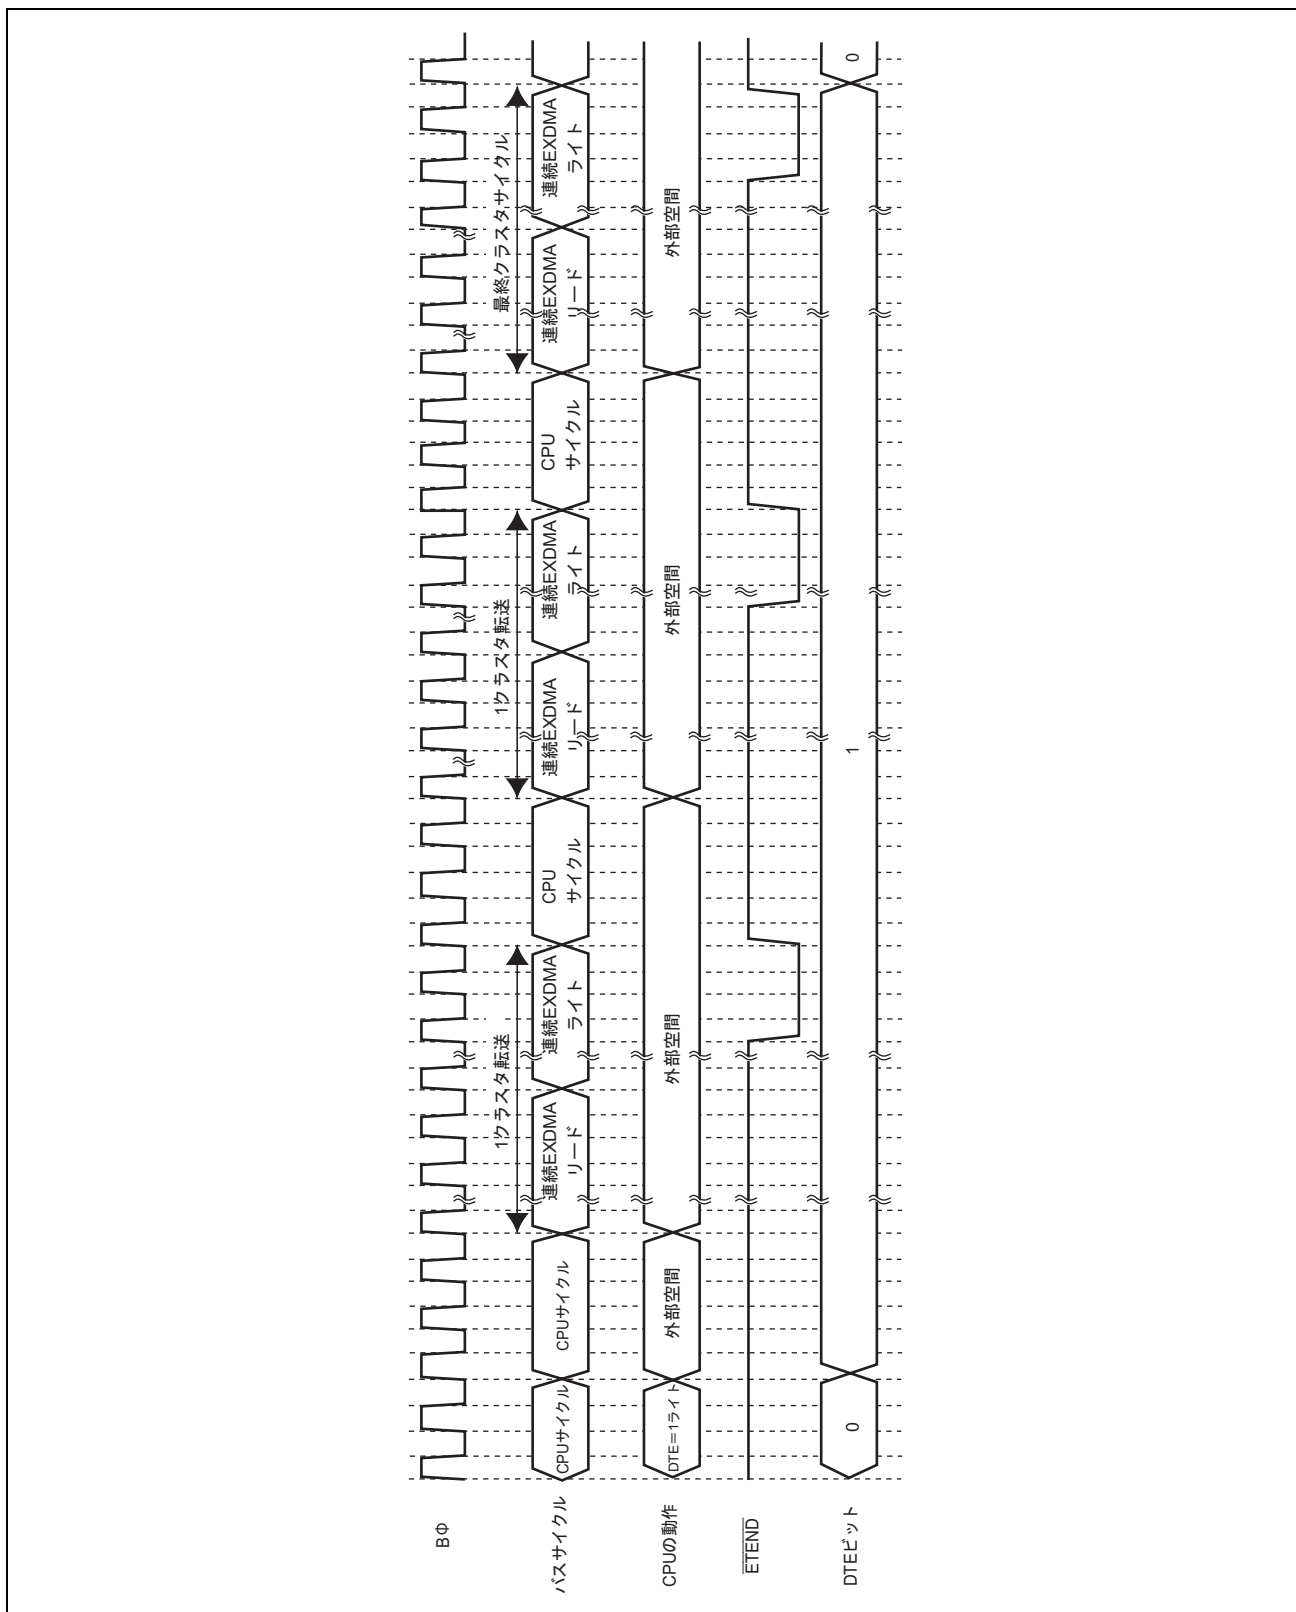 BΦ
バスサイクル
CPUサイクル
CPUサイクル
1クラスタ転送
連続EXDMA
リード
連続EXDMA
ライト
CPU
サイクル
1クラスタ転送
連続EXDMA
リード
連続EXDMA
ライト
CPU
サイクル
最終クラスタサイクル
連続EXDMA
リード
連続EXDMA
ライト
CPUの動作
DTE＝1ライト
外部空間
外部空間
外部空間
外部空間
ETEND
DTEビット
0
1
0